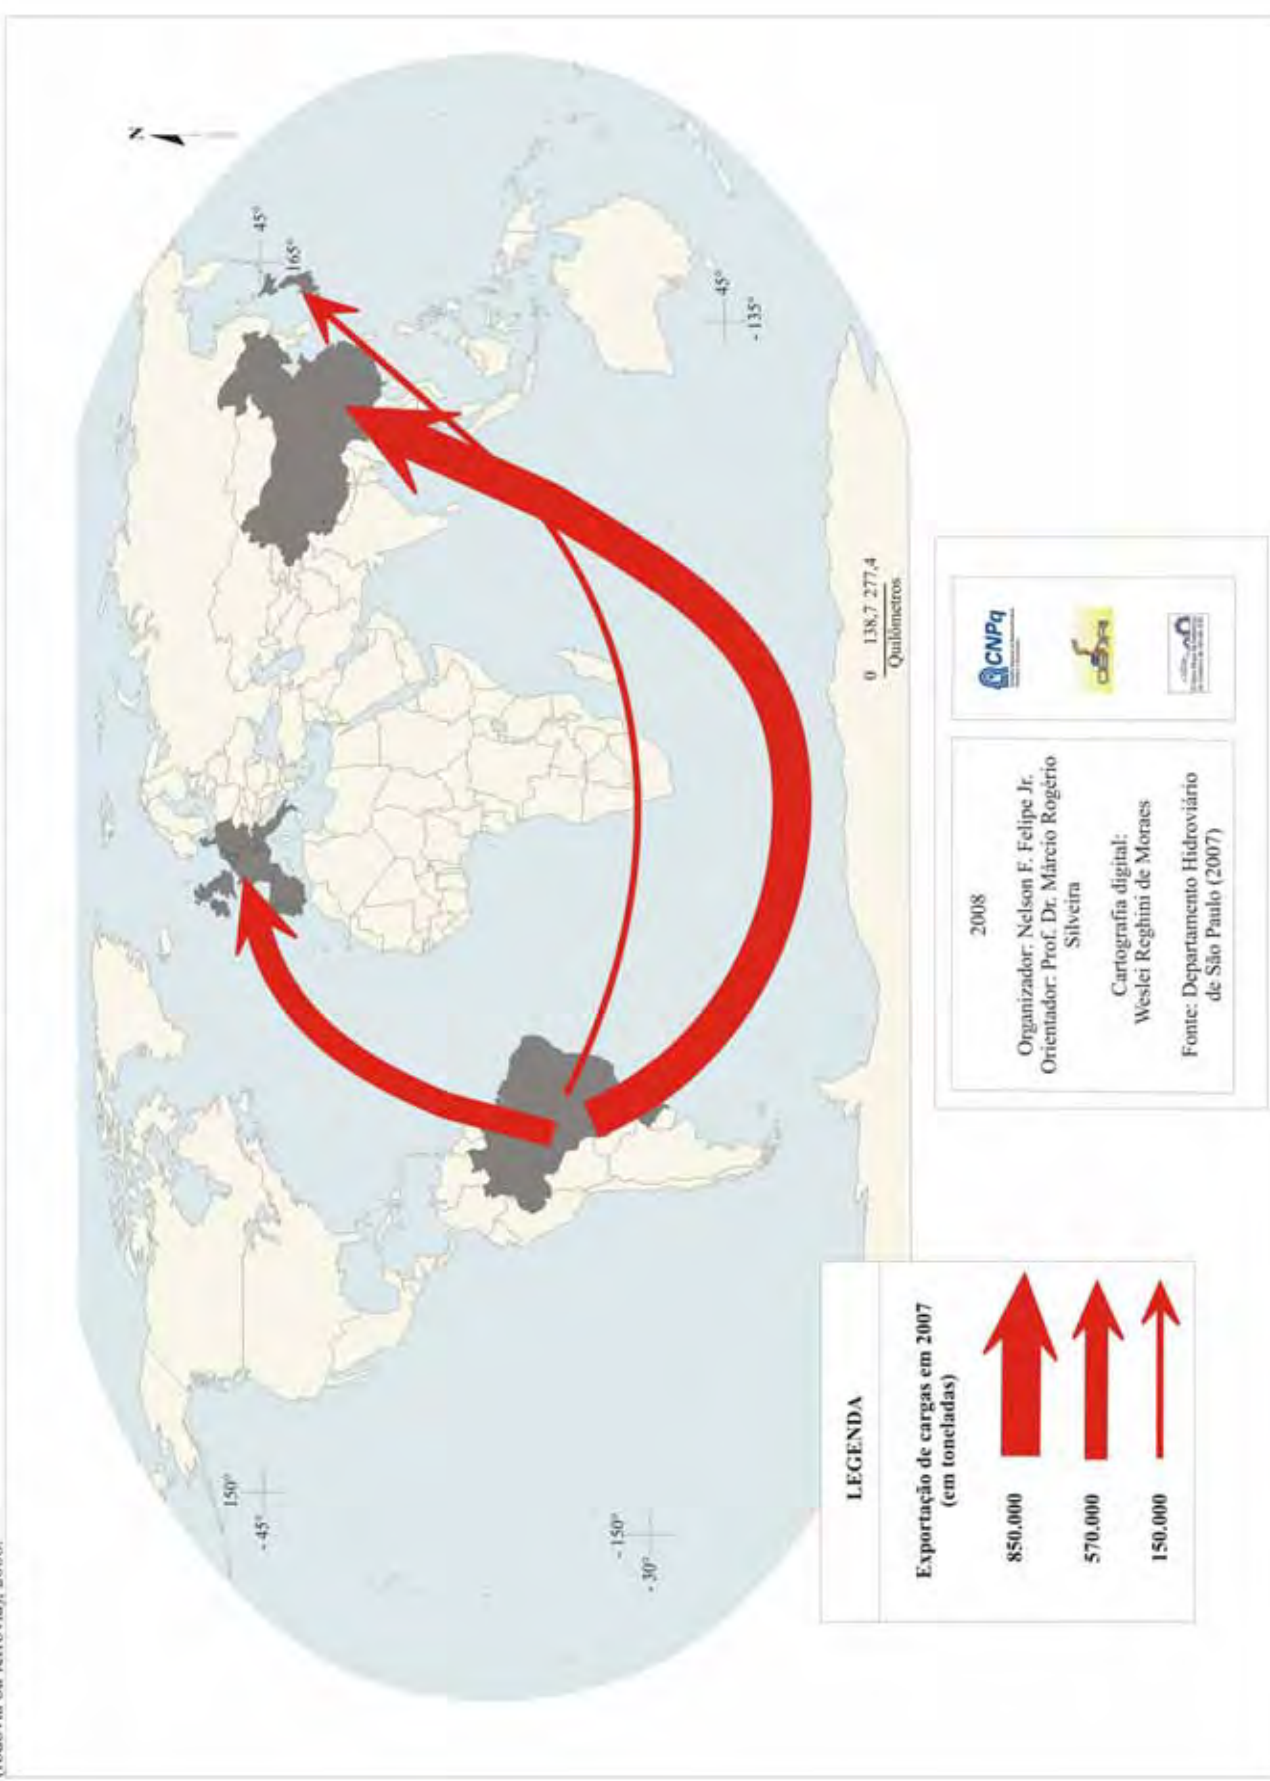 N
45°
165°
150°
- 45°
- 45°
- 135°
- 150°
- 30°
0 138,7 277,4
Quilômetros
LEGENDA
Exportação de cargas em 2007
(em toneladas)
850.000
570.000
150.000
2008
Organizador: Nelson F. Felipe Jr.
Orientador: Prof. Dr. Márcio Rogério
Silveira
Cartografia digital:
Weslei Reghini de Moraes
Fonte: Departamento Hidroviário
de São Paulo (2007)
CNPq